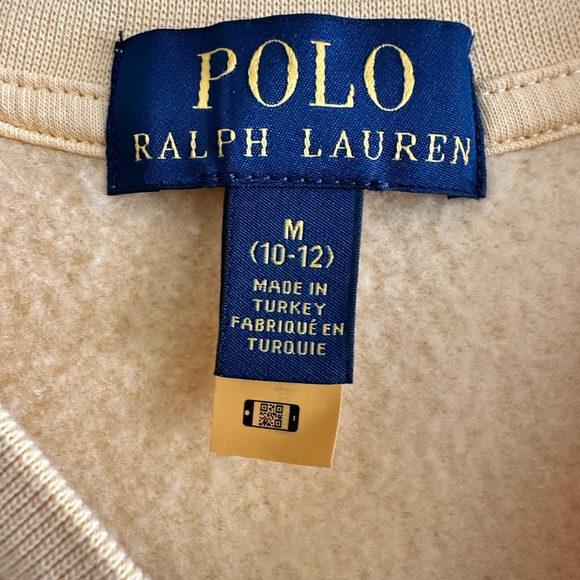 POLO
RALPH LAUREN
M
(10-12)
MADE IN
TURKEY
FABRIQUÉ EN
TURQUIE